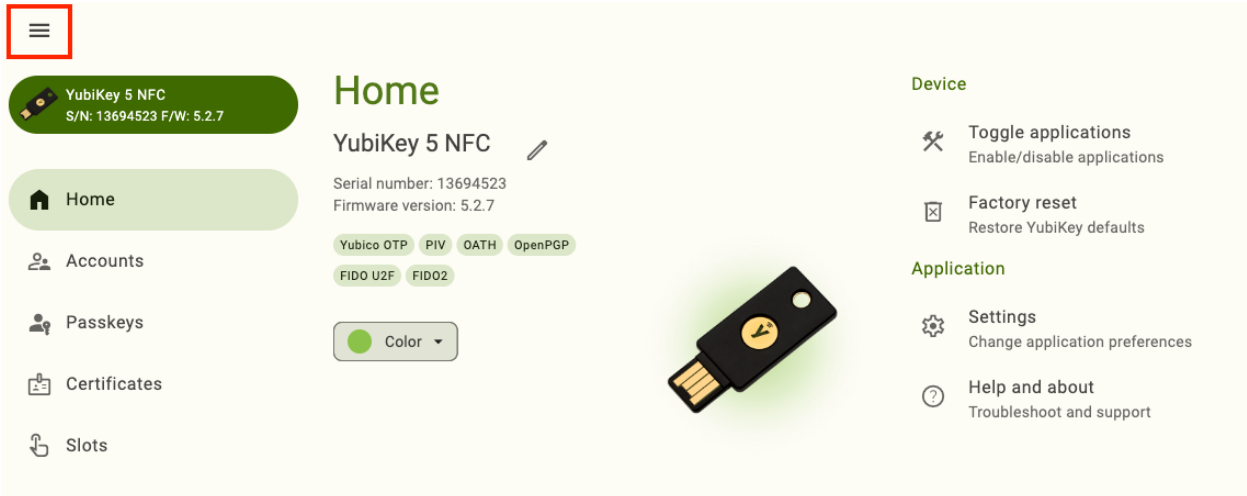 YubiKey 5 NFC
S/N: 13694523 F/W: 5.2.7
Home
Accounts
Passkeys
Certificates
Slots
Home
YubiKey 5 NFC
Serial number: 13694523
Firmware version: 5.2.7
Yubico OTP PIV OATH OpenPGP
FIDO U2F FIDO2
Color
Device
Toggle applications
Enable/disable applications
Factory reset
Restore YubiKey defaults
Application
Settings
Change application preferences
Help and about
Troubleshoot and support